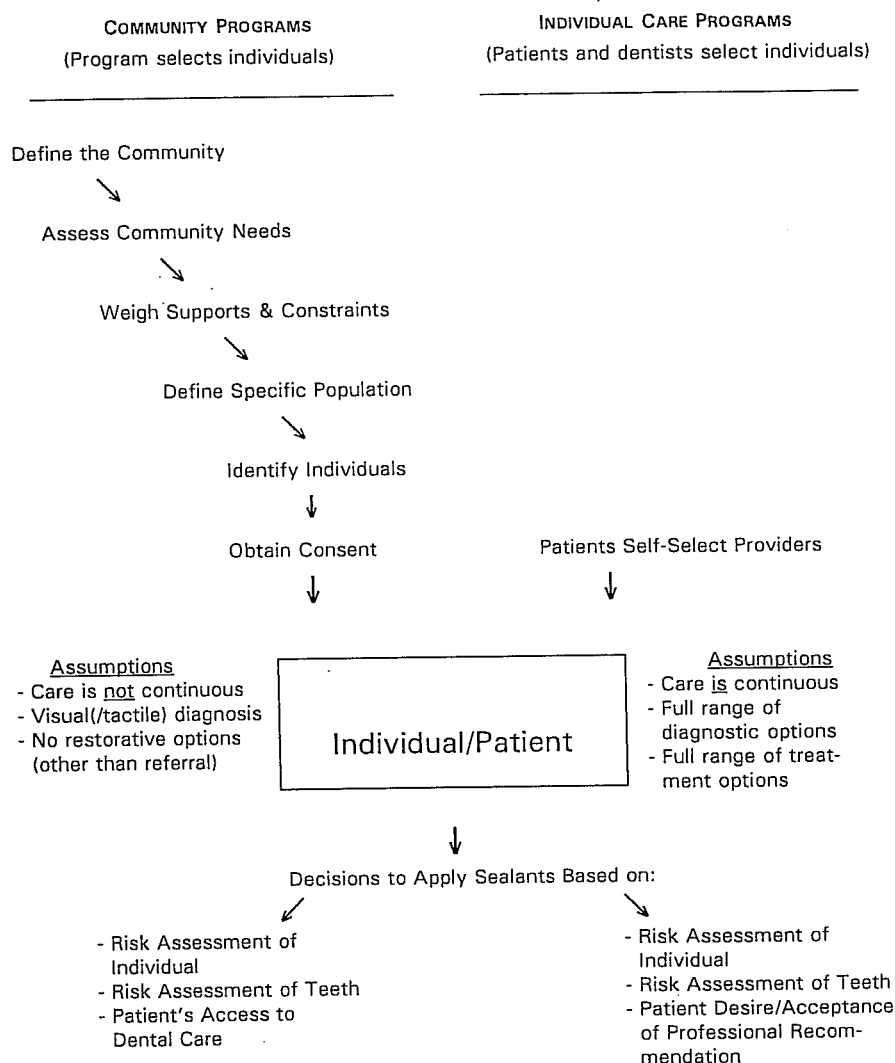 COMMUNITY PROGRAMS
(Program selects individuals)
INDIVIDUAL CARE PROGRAMS
(Patients and dentists select individuals)
Define the Community
Assess Community Needs
Weigh Supports & Constraints
Define Specific Population
Identify Individuals
Obtain Consent
Patients Self-Select Providers
Assumptions
- Care is not continuous
- Visual(/tactile) diagnosis
- No restorative options
(other than referral)
Individual/Patient
Assumptions
- Care is continuous
- Full range of
diagnostic options
- Full range of treat-
ment options
Decisions to Apply Sealants Based on:
- Risk Assessment of
Individual
- Risk Assessment of Teeth
- Patient's Access to
Dental Care
- Risk Assessment of
Individual
- Risk Assessment of Teeth
- Patient Desire/Acceptance
of Professional Recom-
mendation